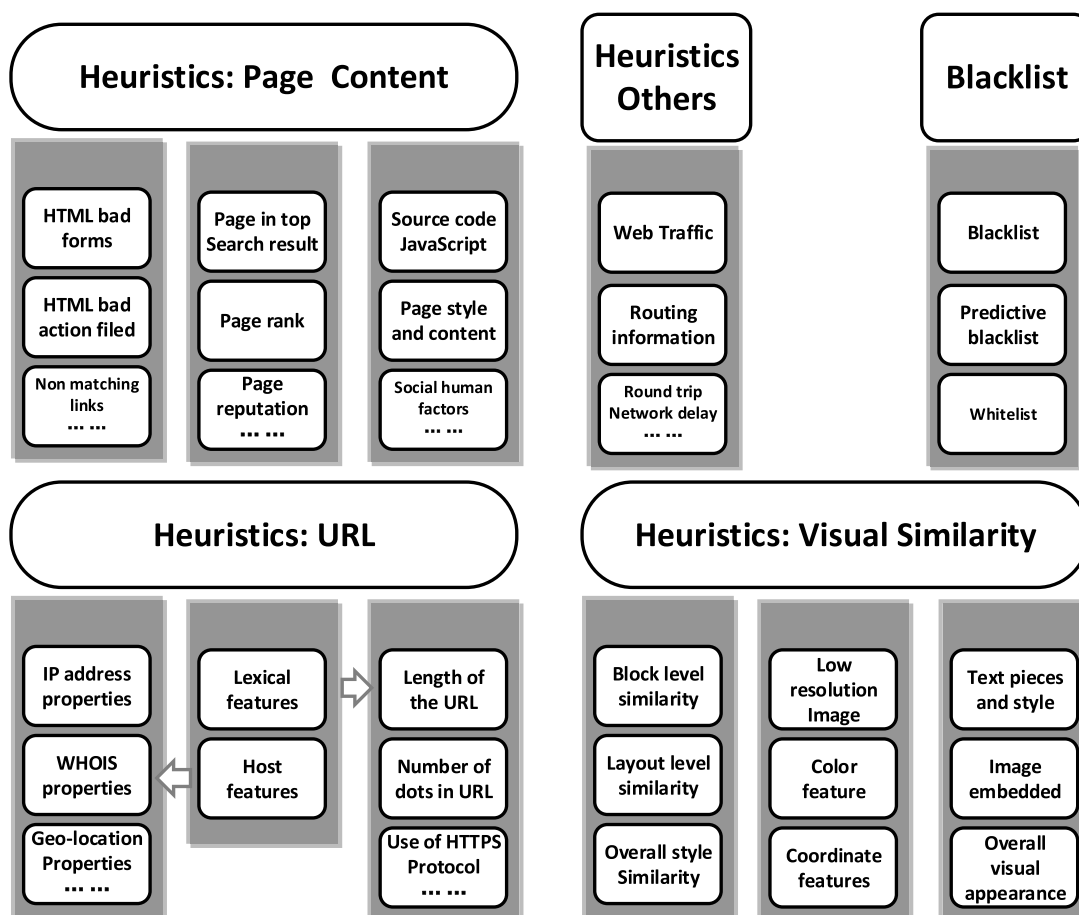 Heuristics: Page Content
HTML bad
forms
HTML bad
action filed
Non matching
links
... ...
Page in top
Search result
Page rank
Page
reputation
... ...
Source code
JavaScript
Page style
and content
Social human
factors
... ...
Heuristics
Others
Web Traffic
Routing
information
Round trip
Network delay
... ...
Blacklist
Blacklist
Predictive
blacklist
Whitelist
Heuristics: URL
IP address
properties
WHOIS
properties
Geo-location
Properties
... ...
Lexical
features
Host
features
Length of
the URL
Number of
dots in URL
Use of HTTPS
Protocol
... ...
Heuristics: Visual Similarity
Block level
similarity
Layout level
similarity
Overall style
Similarity
Low
resolution
Image
Color
feature
Coordinate
features
Text pieces
and style
Image
embedded
Overall
visual
appearance